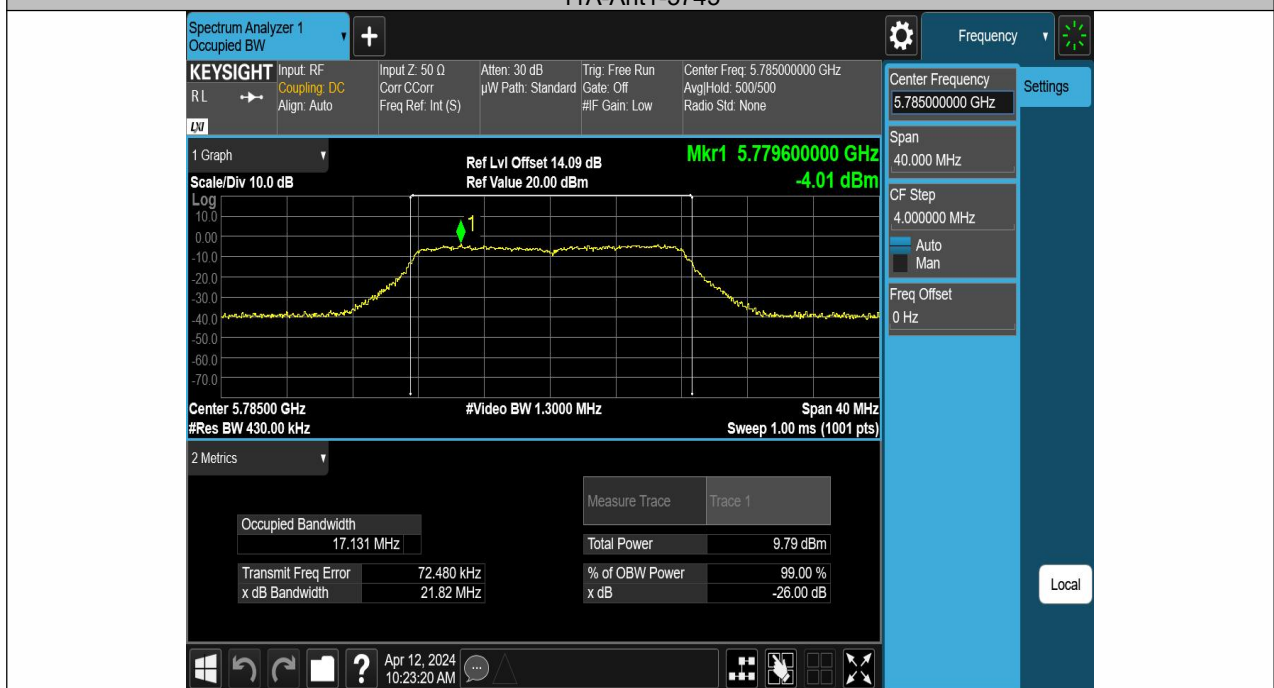 Spectrum Analyzer 1
Occupied BW
+
Frequency
KEYSIGHT
R L
LXI
Input: RF
Coupling: DC
Align: Auto
Input Z: 50 Ω
Corr CCorr
Freq Ref: Int (S)
Atten: 30 dB
µW Path: Standard
Trig: Free Run
Gate: Off
#IF Gain: Low
Center Freq: 5.785000000 GHz
Avg|Hold: 500/500
Radio Std: None
Center Frequency
5.785000000 GHz
Settings
Span
40.000 MHz
CF Step
4.000000 MHz
Auto
Man
Freq Offset
0 Hz
Local
1 Graph
Scale/Div 10.0 dB
Ref Lvl Offset 14.09 dB
Ref Value 20.00 dBm
Mkr1 5.779600000 GHz
-4.01 dBm
Log
10.0
0.00
-10.0
-20.0
-30.0
-40.0
-50.0
-60.0
-70.0
1
Center 5.78500 GHz
#Video BW 1.3000 MHz
Span 40 MHz
#Res BW 430.00 kHz
Sweep 1.00 ms (1001 pts)
2 Metrics
Measure Trace Trace 1
Occupied Bandwidth
17.131 MHz
Total Power 9.79 dBm
Transmit Freq Error 72.480 kHz
% of OBW Power 99.00 %
x dB Bandwidth 21.82 MHz
x dB -26.00 dB
?
Apr 12, 2024
10:23:20 AM